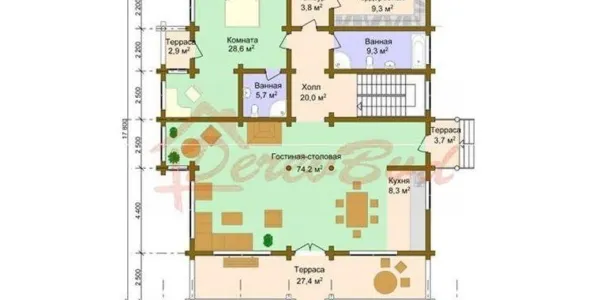 2.200
3,8 м²
9.3 м²
Комната
28,6 м²
Терраса
2,9 м²
Ванная
9,3 м²
2.200
Ванная
5,7 м²
Холл
20,0 м²
2.500
17.600
Терраса
3,7 м²
2.500
Гостиная-столовая
74.2 м²
Кухня
8,3 м²
4.400
Терраса
27,4 м²
2.500